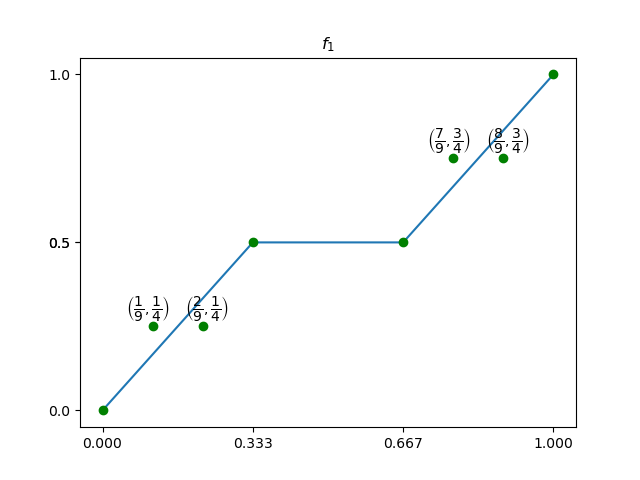 f₁
1.0
(7/9, 3/4) (8/9, 3/4)
0.5
(1/9, 1/4) (2/9, 1/4)
0.0
0.000 0.333 0.667 1.000